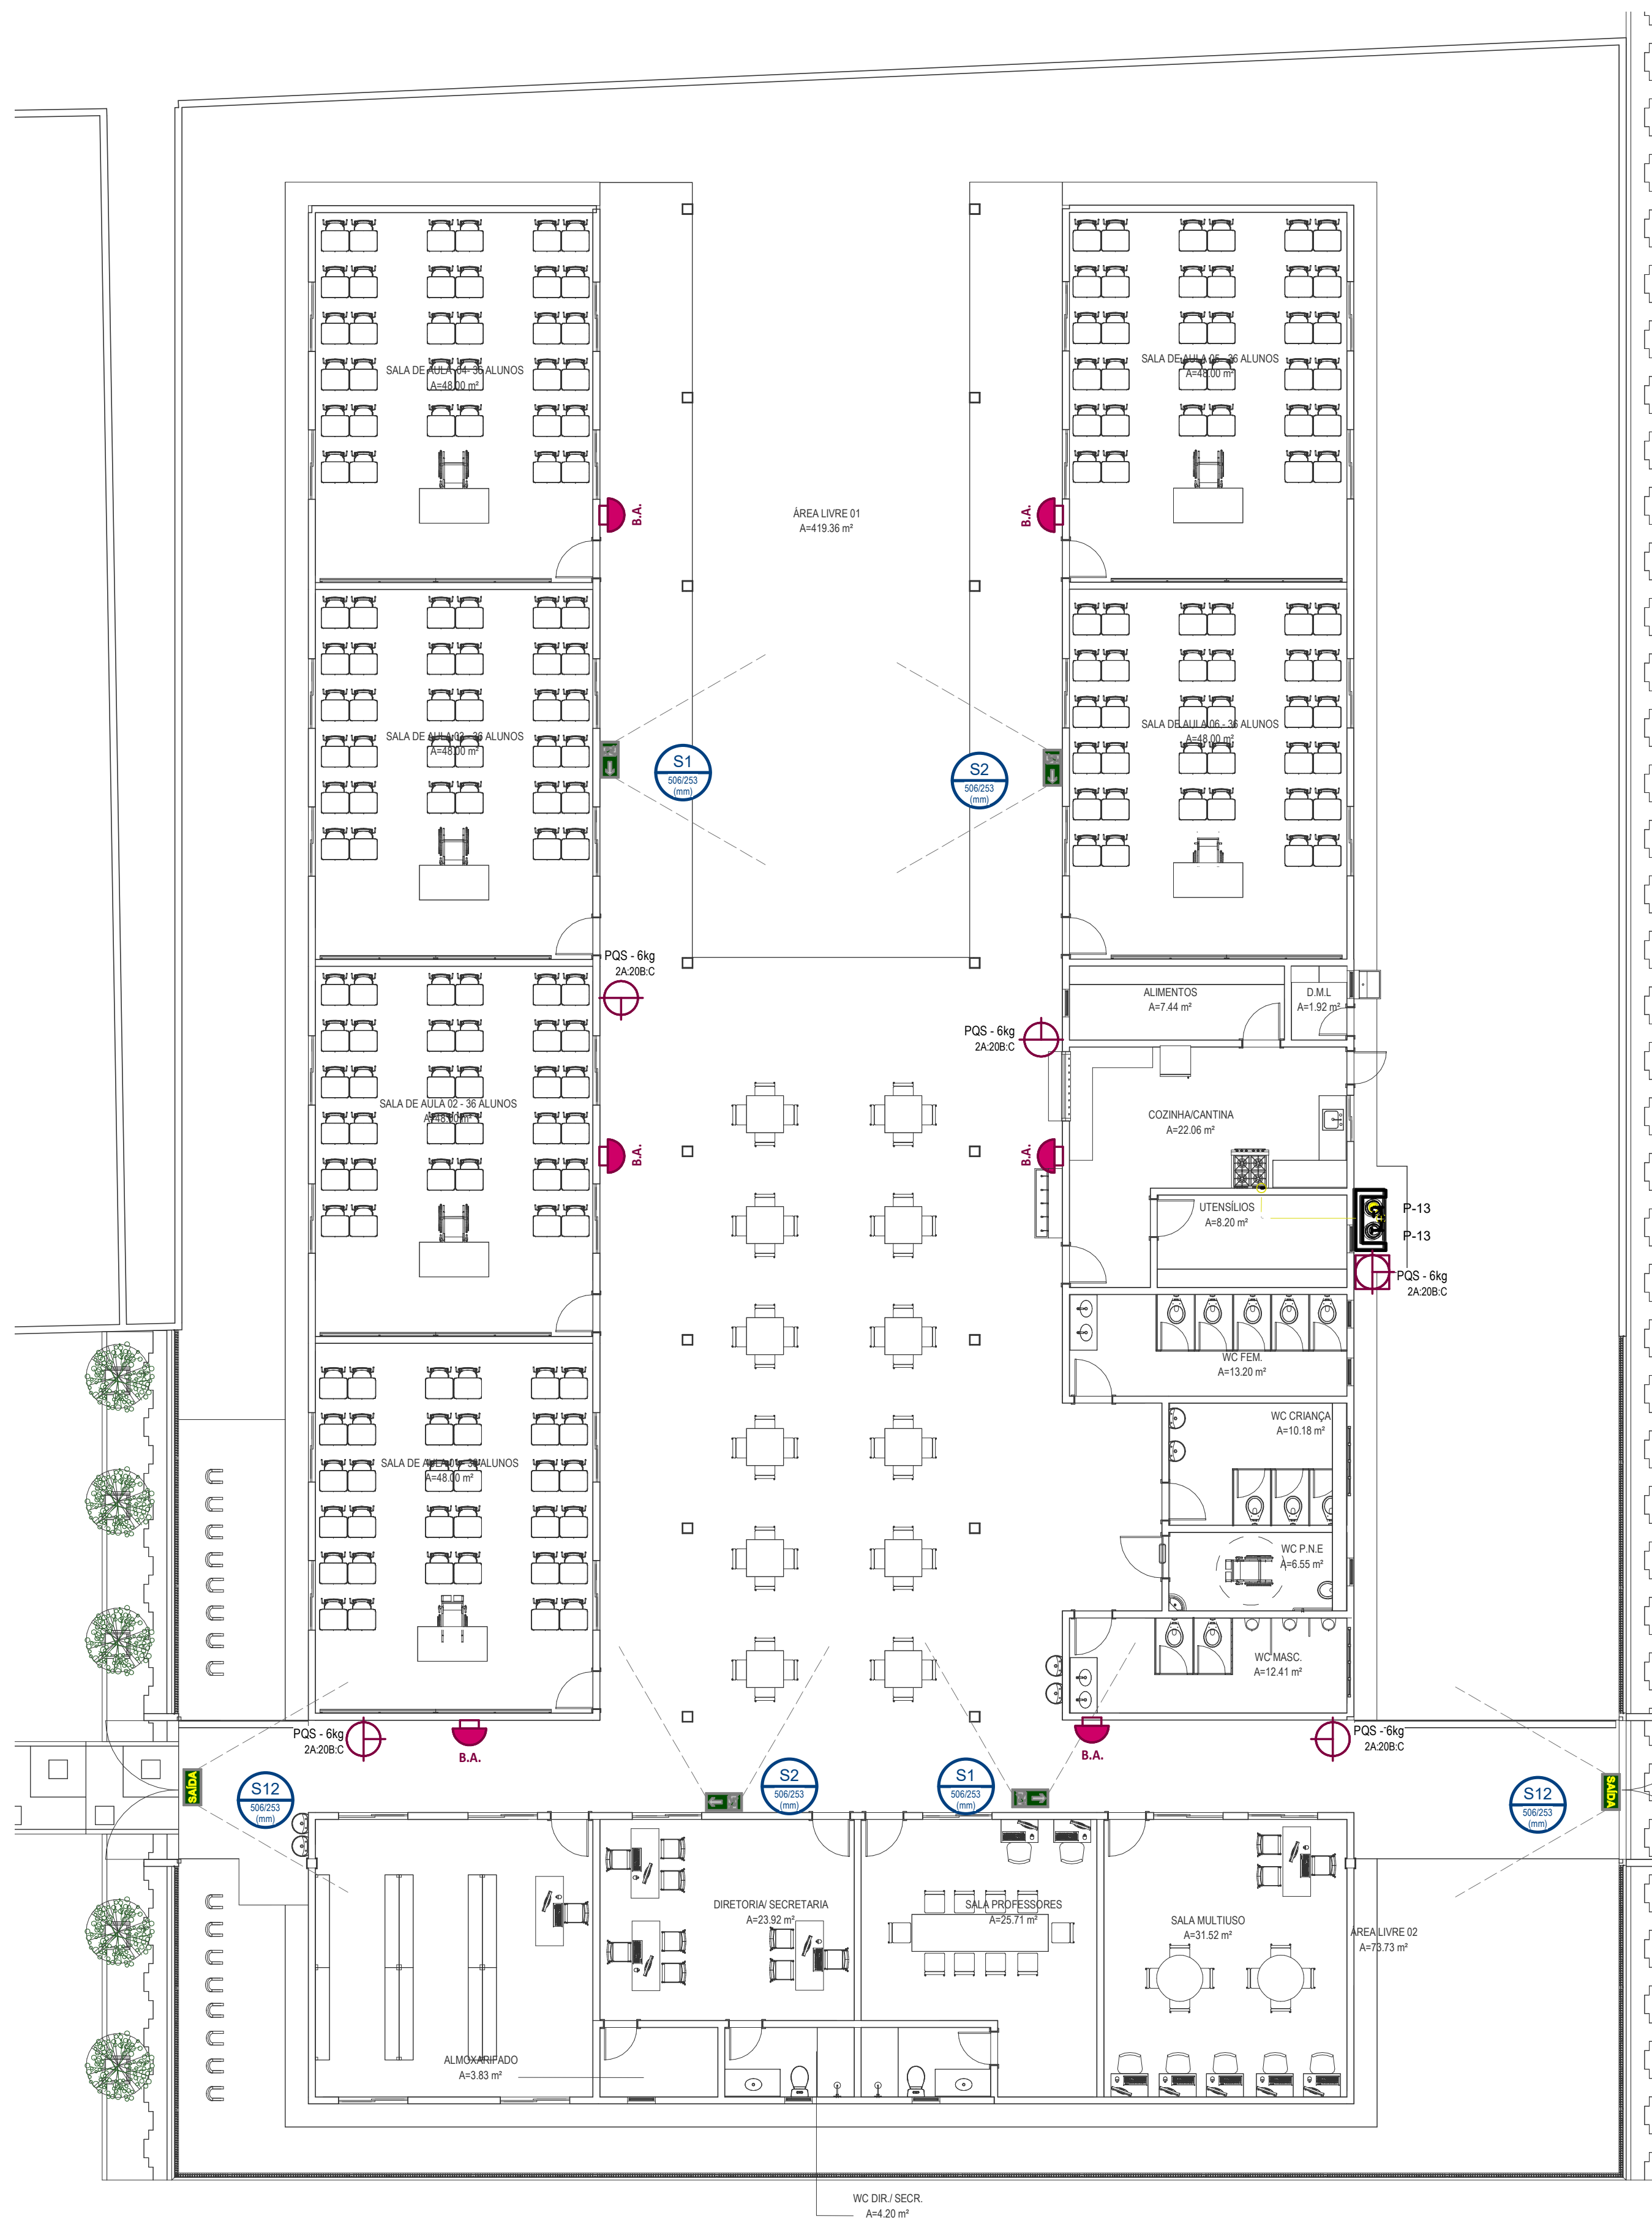 SALA DE AULA 04- 36 ALUNOS
A=48.00 m²
SALA DE AULA 05 - 36 ALUNOS
A=48.00 m²
B.A.
ÁREA LIVRE 01
A=419.36 m²
B.A.
SALA DE AULA 03 - 36 ALUNOS
A=48.00 m²
SALA DE AULA 06 - 36 ALUNOS
A=48.00 m²
S1
506/253
(mm)
S2
506/253
(mm)
PQS - 6kg
2A:20B:C
ALIMENTOS
A=7.44 m²
D.M.L
A=1.92 m²
PQS - 6kg
2A:20B:C
SALA DE AULA 02 - 36 ALUNOS
A=48.00 m²
COZINHA/CANTINA
A=22.06 m²
B.A.
B.A.
UTENSÍLIOS
A=8.20 m²
P-13
P-13
PQS - 6kg
2A:20B:C
WC FEM.
A=13.20 m²
WC CRIANÇA
A=10.18 m²
SALA DE AULA 01 - 36 ALUNOS
A=48.00 m²
WC P.N.E
A=6.55 m²
WC MASC.
A=12.41 m²
PQS - 6kg
2A:20B:C
B.A.
B.A.
PQS - 6kg
2A:20B:C
SAÍDA
S12
506/253
(mm)
S2
506/253
(mm)
S1
506/253
(mm)
S12
506/253
(mm)
SAÍDA
DIRETORIA/ SECRETARIA
A=23.92 m²
SALA PROFESSORES
A=25.71 m²
SALA MULTIUSO
A=31.52 m²
ÁREA LIVRE 02
A=73.73 m²
ALMOXARIFADO
A=3.83 m²
WC DIR./ SECR.
A=4.20 m²